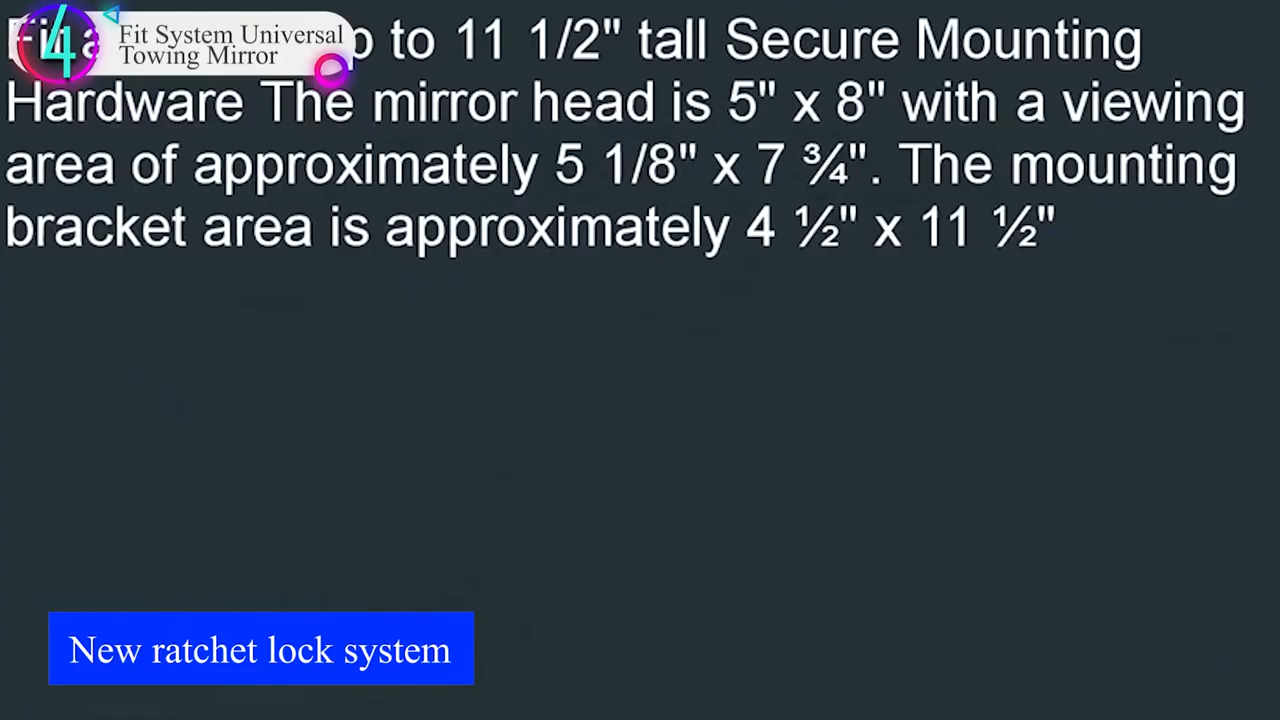 4
Fit System Universal
Towing Mirror
to 11 1/2" tall Secure Mounting
Hardware The mirror head is 5" x 8" with a viewing
area of approximately 5 1/8" x 7 ¾". The mounting
bracket area is approximately 4 ½" x 11 ½"
New ratchet lock system